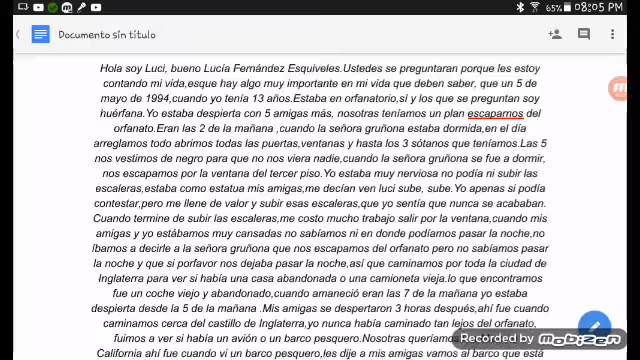 65% 08:05 PM
Documento sin título
Hola soy Luci, bueno Lucía Fernández Esquiveles.Ustedes se preguntaran porque les estoy
contando mi vida,esque hay algo muy importante en mi vida que deben saber, que un 5 de
mayo de 1994,cuando yo tenía 13 años.Estaba en orfanatorio,sí y los que se preguntan soy
huérfana.Yo estaba despierta con 5 amigas más, nosotras teníamos un plan escaparnos del
orfanato.Eran las 2 de la mañana ,cuando la señora gruñona estaba dormida,en el día
arreglamos todo abrimos todas las puertas,ventanas y hasta los 3 sótanos que teníamos.Las 5
nos vestimos de negro para que no nos viera nadie,cuando la señora gruñona se fue a dormir,
nos escapamos por la ventana del tercer piso.Yo estaba muy nerviosa no podía ni subir las
escaleras,estaba como estatua mis amigas,me decían ven luci sube, sube.Yo apenas si podía
contestar,pero me llene de valor y subir esas escaleras,que yo sentía que nunca se acababan.
Cuando termine de subir las escaleras,me costo mucho trabajo salir por la ventana,cuando mis
amigas y yo estábamos muy cansadas no sabíamos ni en donde podíamos pasar la noche,no
íbamos a decirle a la señora gruñona que nos escapamos del orfanato pero no sabíamos pasar
la noche y que si porfavor nos dejaba pasar la noche,así que caminamos por toda la ciudad de
Inglaterra para ver si había una casa abandonada o una camioneta vieja.lo que encontramos
fue un coche viejo y abandonado,cuando amaneció eran las 7 de la mañana yo estaba
despierta desde la 5 de la mañana .Mis amigas se despertaron 3 horas después,ahí fue cuando
caminamos cerca del castillo de Inglaterra,yo nunca había caminado tan lejos del orfanato,
fuimos a ver si había un avión o un barco pesquero.Nosotras queríamos
California ahí fue cuando vi un barco pesquero,les dije a mis amigas vamos al barco que está
Recorded by mobizen